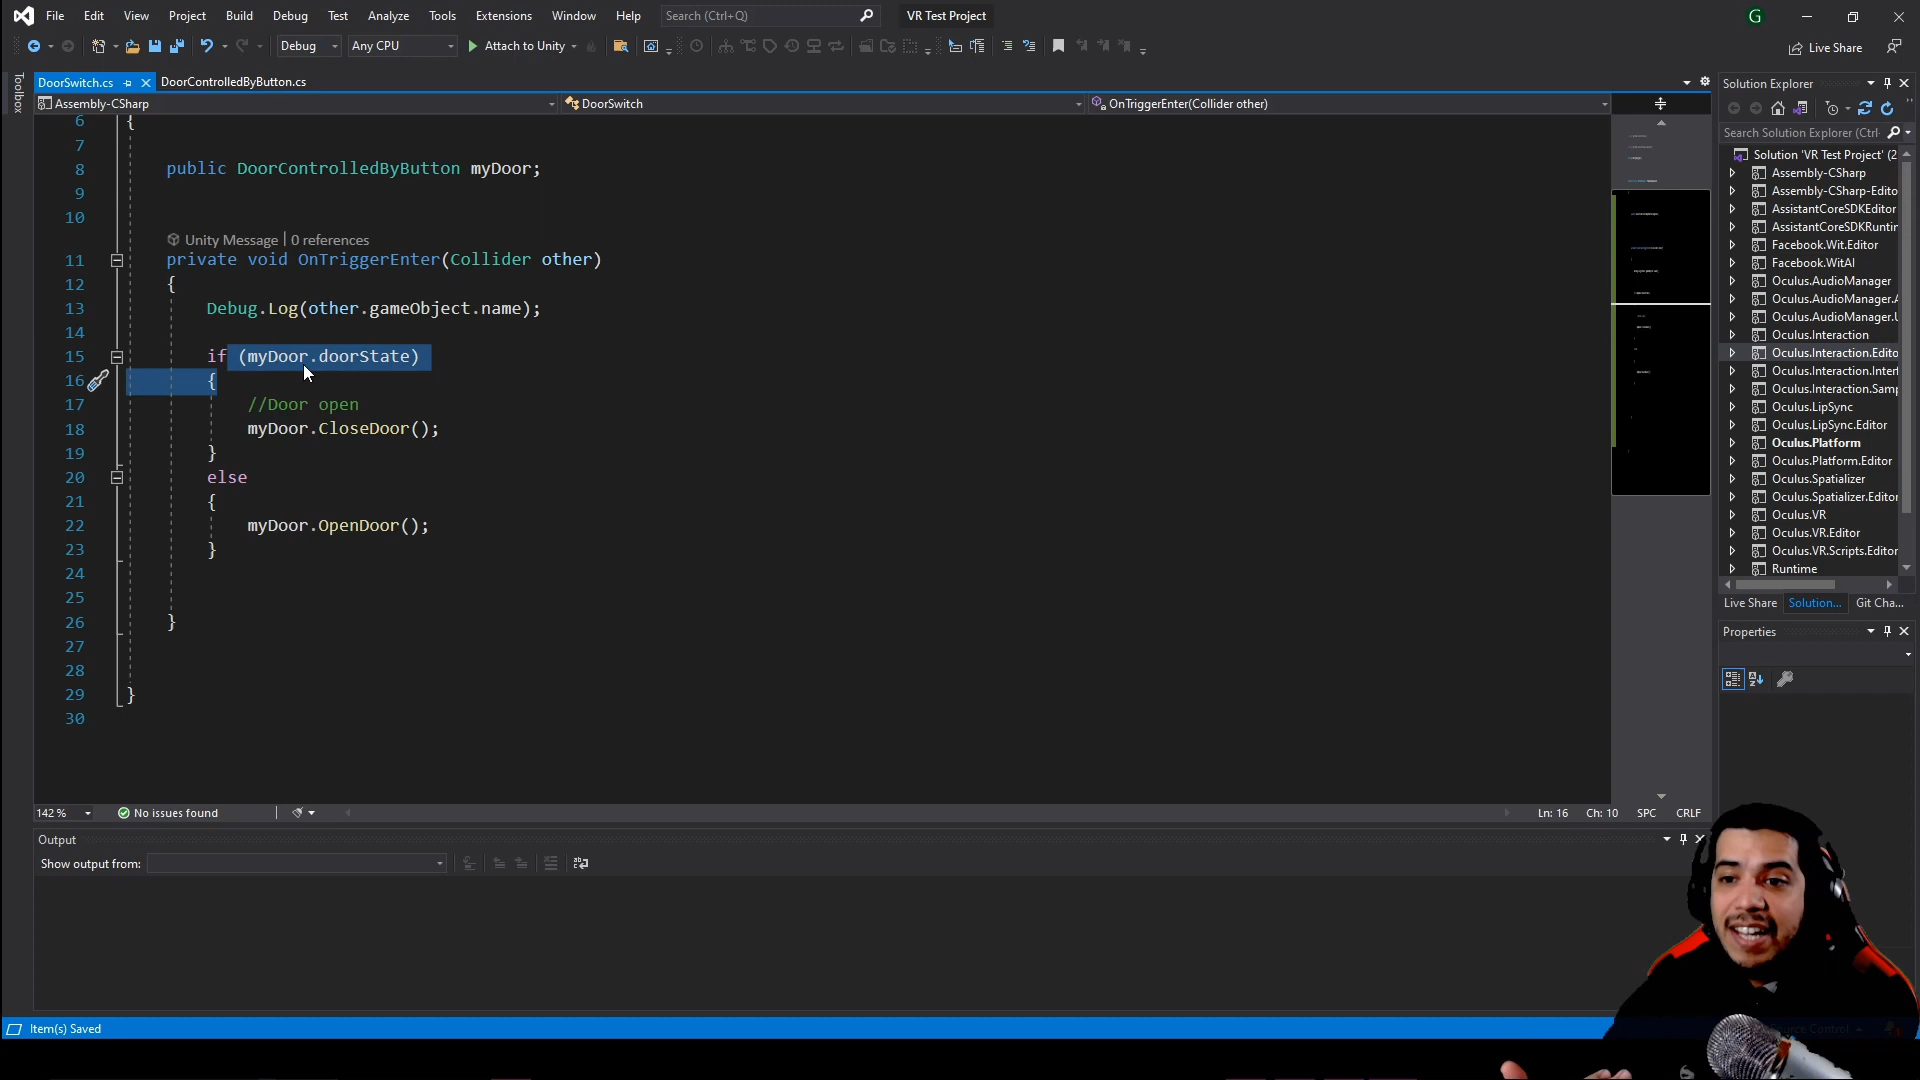 File Edit View Project Build Debug Test Analyze Tools Extensions Window Help Search (Ctrl+Q) VR Test Project G
Debug Any CPU Attach to Unity Live Share
Toolbox
DoorSwitch.cs DoorControlledByButton.cs
Assembly-CSharp DoorSwitch OnTriggerEnter(Collider other)
6 {
7
8 public DoorControlledByButton myDoor;
9
10
Unity Message | 0 references
11 private void OnTriggerEnter(Collider other)
12 {
13 Debug.Log(other.gameObject.name);
14
15 if (myDoor.doorState)
16 {
17 //Door open
18 myDoor.CloseDoor();
19 }
20 else
21 {
22 myDoor.OpenDoor();
23 }
24
25
26 }
27
28
29 }
30
142 % No issues found Ln: 16 Ch: 10 SPC CRLF
Output
Show output from:
Item(s) Saved
Solution Explorer
Search Solution Explorer (Ctrl
Solution 'VR Test Project' (2
Assembly-CSharp
Assembly-CSharp-Edito
AssistantCoreSDKEditor
AssistantCoreSDKRuntin
Facebook.Wit.Editor
Facebook.WitAI
Oculus.AudioManager
Oculus.AudioManager.
Oculus.AudioManager.
Oculus.Interaction
Oculus.Interaction.Edito
Oculus.Interaction.Inter
Oculus.Interaction.Samp
Oculus.LipSync
Oculus.LipSync.Editor
Oculus.Platform
Oculus.Platform.Editor
Oculus.Spatializer
Oculus.Spatializer.Editor
Oculus.VR
Oculus.VR.Editor
Oculus.VR.Scripts.Editor
Runtime
Live Share Solution... Git Cha...
Properties